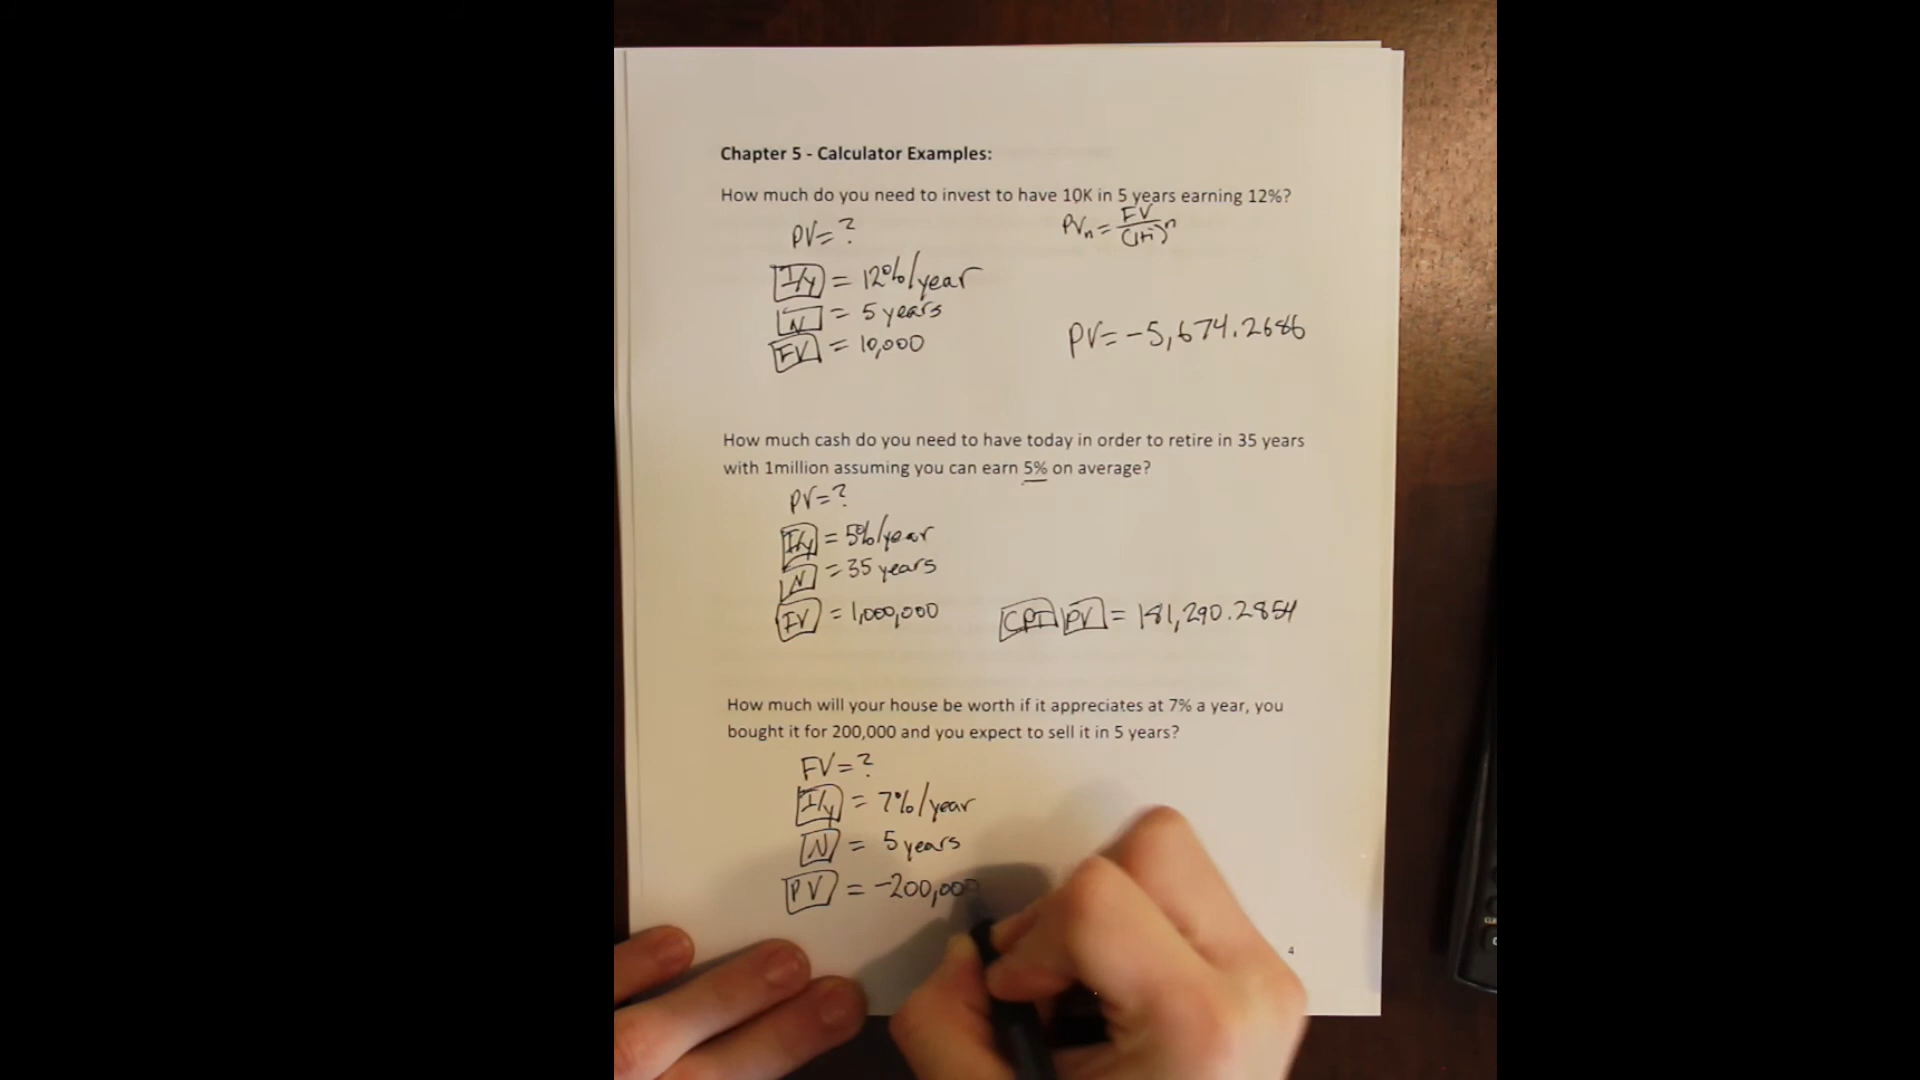 Chapter 5 - Calculator Examples:
How much do you need to invest to have 10K in 5 years earning 12%?
PV=?
PVn = FV/(1+i)^n
I/y = 12%/year
N = 5 years
FV = 10,000
PV= -5,674.2686
How much cash do you need to have today in order to retire in 35 years
with 1million assuming you can earn 5% on average?
PV=?
I/y = 5%/year
N = 35 years
FV = 1,000,000
CPT PV = 181,290.2854
How much will your house be worth if it appreciates at 7% a year, you
bought it for 200,000 and you expect to sell it in 5 years?
FV=?
I/y = 7%/year
N = 5 years
PV = -200,000
4